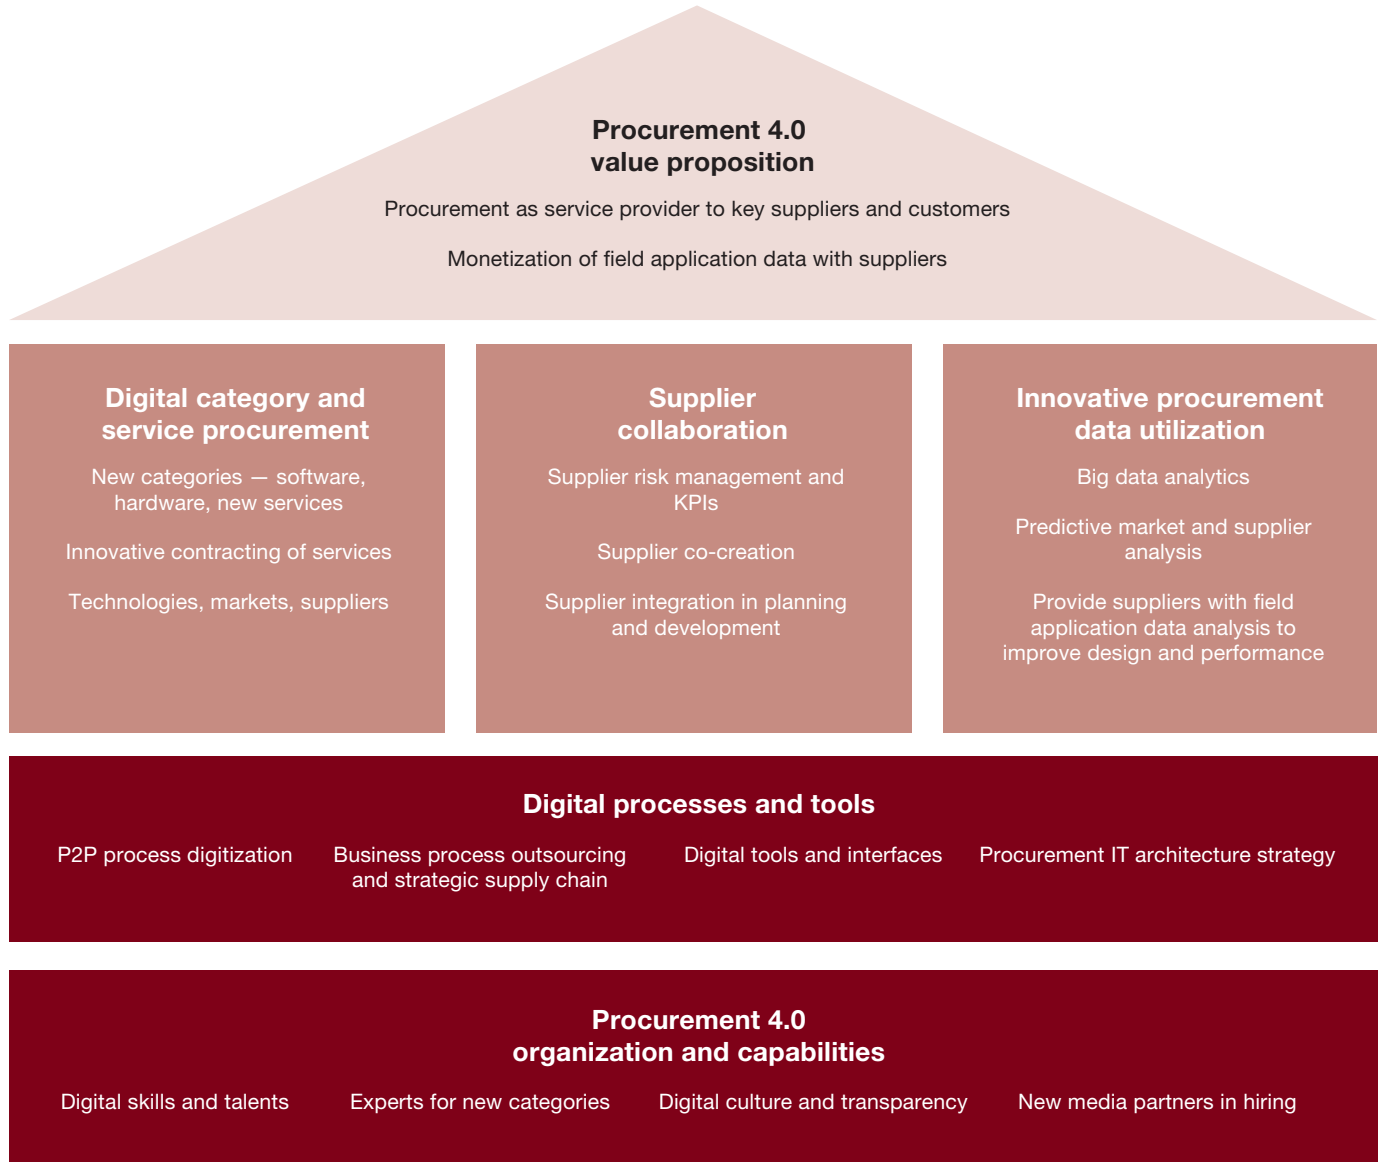 Procurement 4.0
value proposition
Procurement as service provider to key suppliers and customers
Monetization of field application data with suppliers
Digital category and
service procurement
New categories — software,
hardware, new services
Innovative contracting of services
Technologies, markets, suppliers
Supplier
collaboration
Supplier risk management and
KPIs
Supplier co-creation
Supplier integration in planning
and development
Innovative procurement
data utilization
Big data analytics
Predictive market and supplier
analysis
Provide suppliers with field
application data analysis to
improve design and performance
Digital processes and tools
P2P process digitization
Business process outsourcing
and strategic supply chain
Digital tools and interfaces
Procurement IT architecture strategy
Procurement 4.0
organization and capabilities
Digital skills and talents
Experts for new categories
Digital culture and transparency
New media partners in hiring